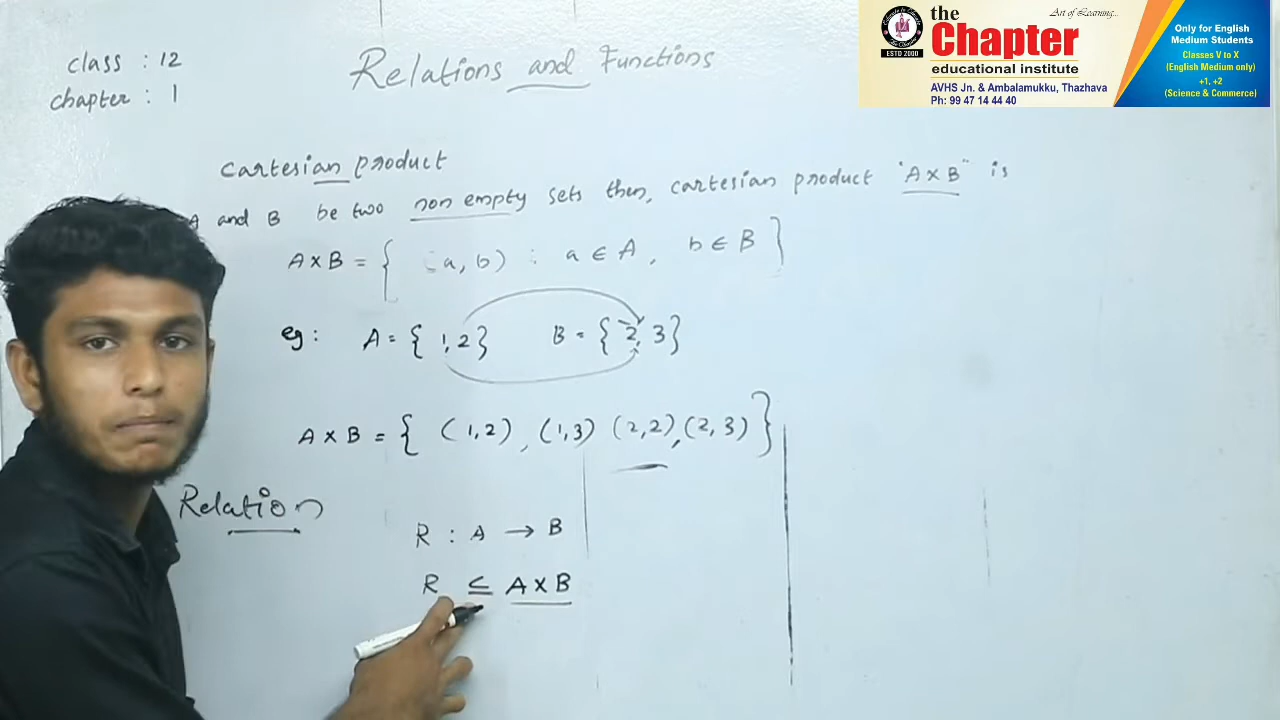 class : 12
chapter : 1
Relations and Functions
Art of Learning...
the
Chapter
educational institute
AVHS Jn. & Ambalamukku, Thazhava
Ph: 99 47 14 44 40
ESTD 2000
Only for English
Medium Students
Classes V to X
(English Medium only)
+1, +2
(Science & Commerce)
cartesian product
A and B be two non empty sets then, cartesian product "A×B" is
A×B = { (a, b) : a ∈ A, b ∈ B }
eg: A = {1, 2} B = {2, 3}
A × B = { (1,2), (1,3) (2,2), (2,3) }
Relation
R : A → B
R ⊆ A×B